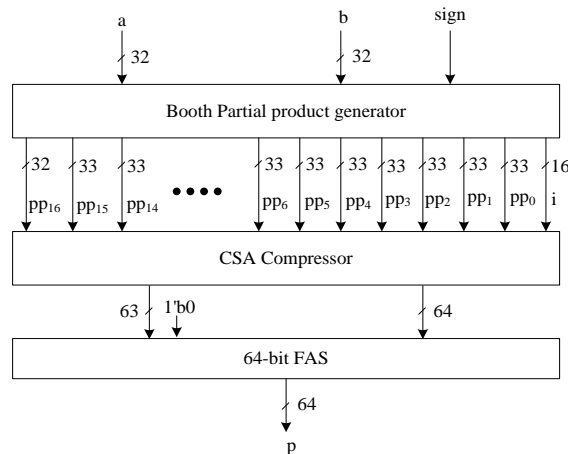 a b sign
32 32
Booth Partial product generator
32 33 33 33 33 33 33 33 33 33 16
pp16 pp15 pp14 pp6 pp5 pp4 pp3 pp2 pp1 pp0 i
CSA Compressor
63 1'b0 64
64-bit FAS
64
p